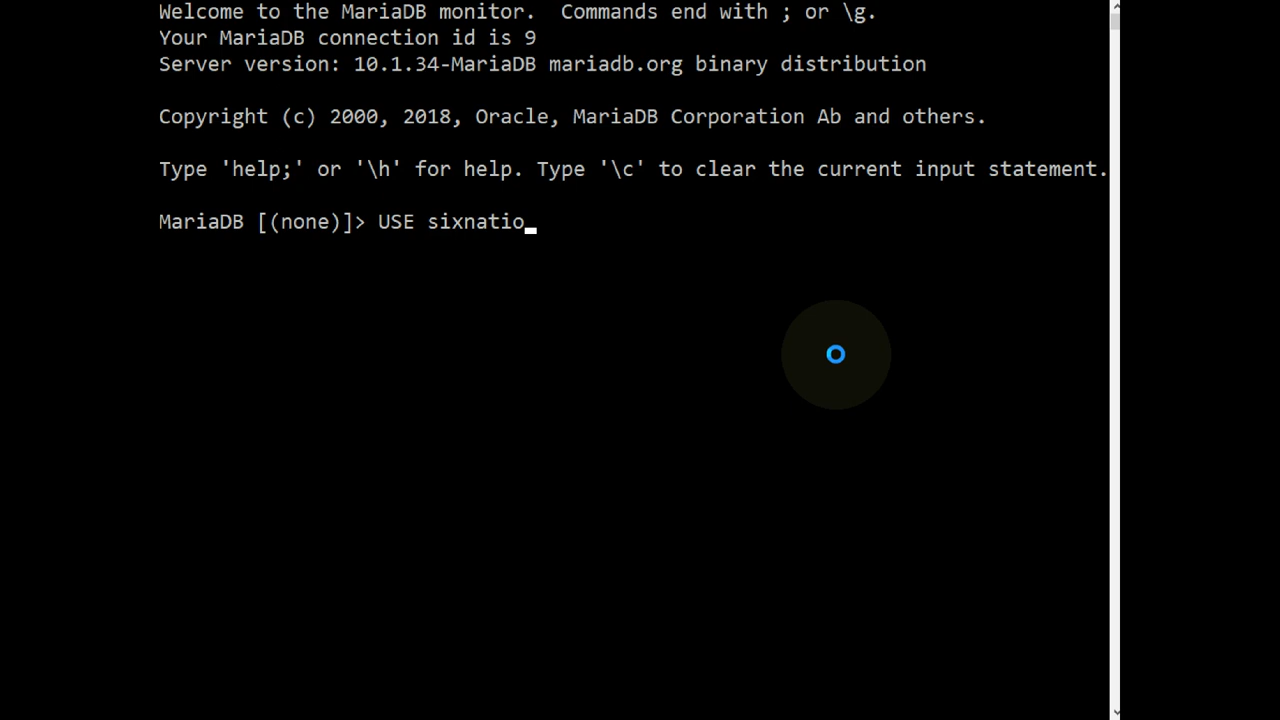 Welcome to the MariaDB monitor.  Commands end with ; or \g.
Your MariaDB connection id is 9
Server version: 10.1.34-MariaDB mariadb.org binary distribution
Copyright (c) 2000, 2018, Oracle, MariaDB Corporation Ab and others.
Type 'help;' or '\h' for help. Type '\c' to clear the current input statement.
MariaDB [(none)]> USE sixnatio